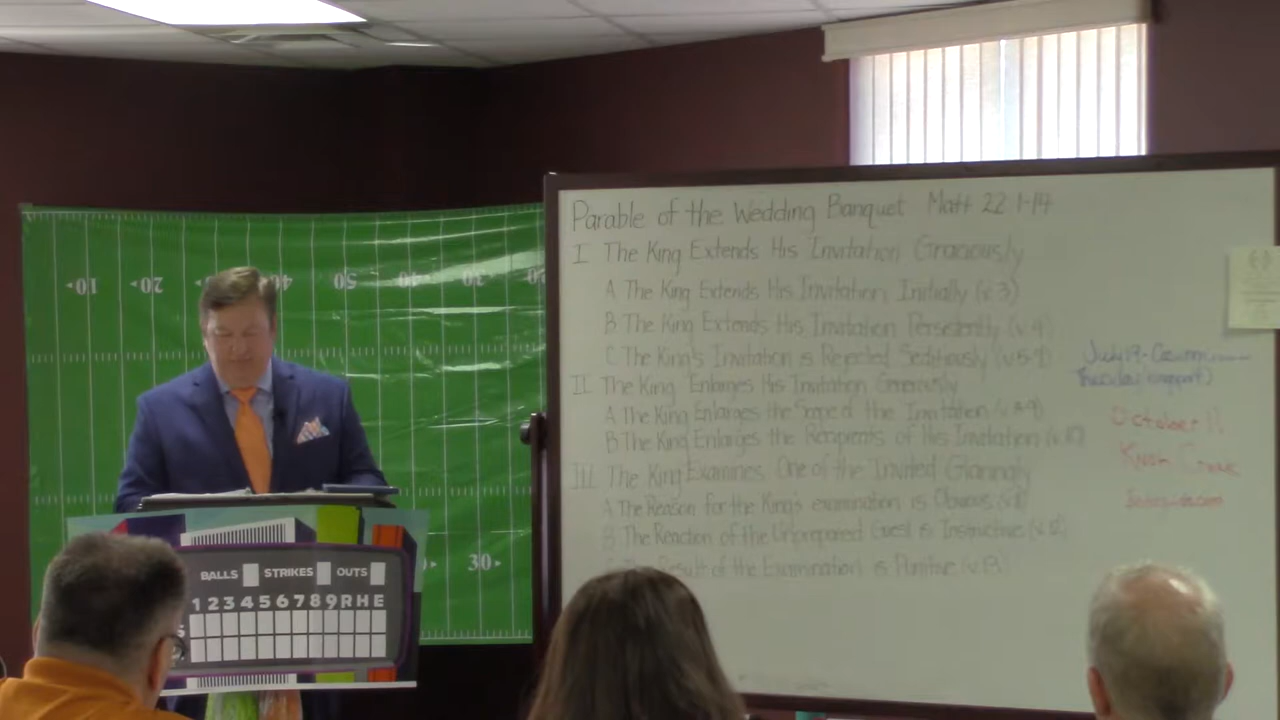 Parable of the Wedding Banquet Matt 22 1-14
I The King Extends His Invitation Graciously
A The King Extends His Invitation Initially (v.3)
B The King Extends His Invitation Persistently (v.4)
C The King's Invitation is Rejected Seditiously
II The King Enlarges His Invitation Generously
A The King Enlarges the Scope of the Invitation
B The King Enlarges the Recipients of His Invitation
III The King Examines One of the Invited Glaringly
A The Reason for the King's examination is Obvious
B The Reaction of the Unprepared Guest is Instructive (v.12)
The Result of the Examination is Punitive (v.13)
July 19
Thursday
October 11
Know
10 20 40 50 40 30
30
BALLS STRIKES OUTS
1 2 3 4 5 6 7 8 9 R H E